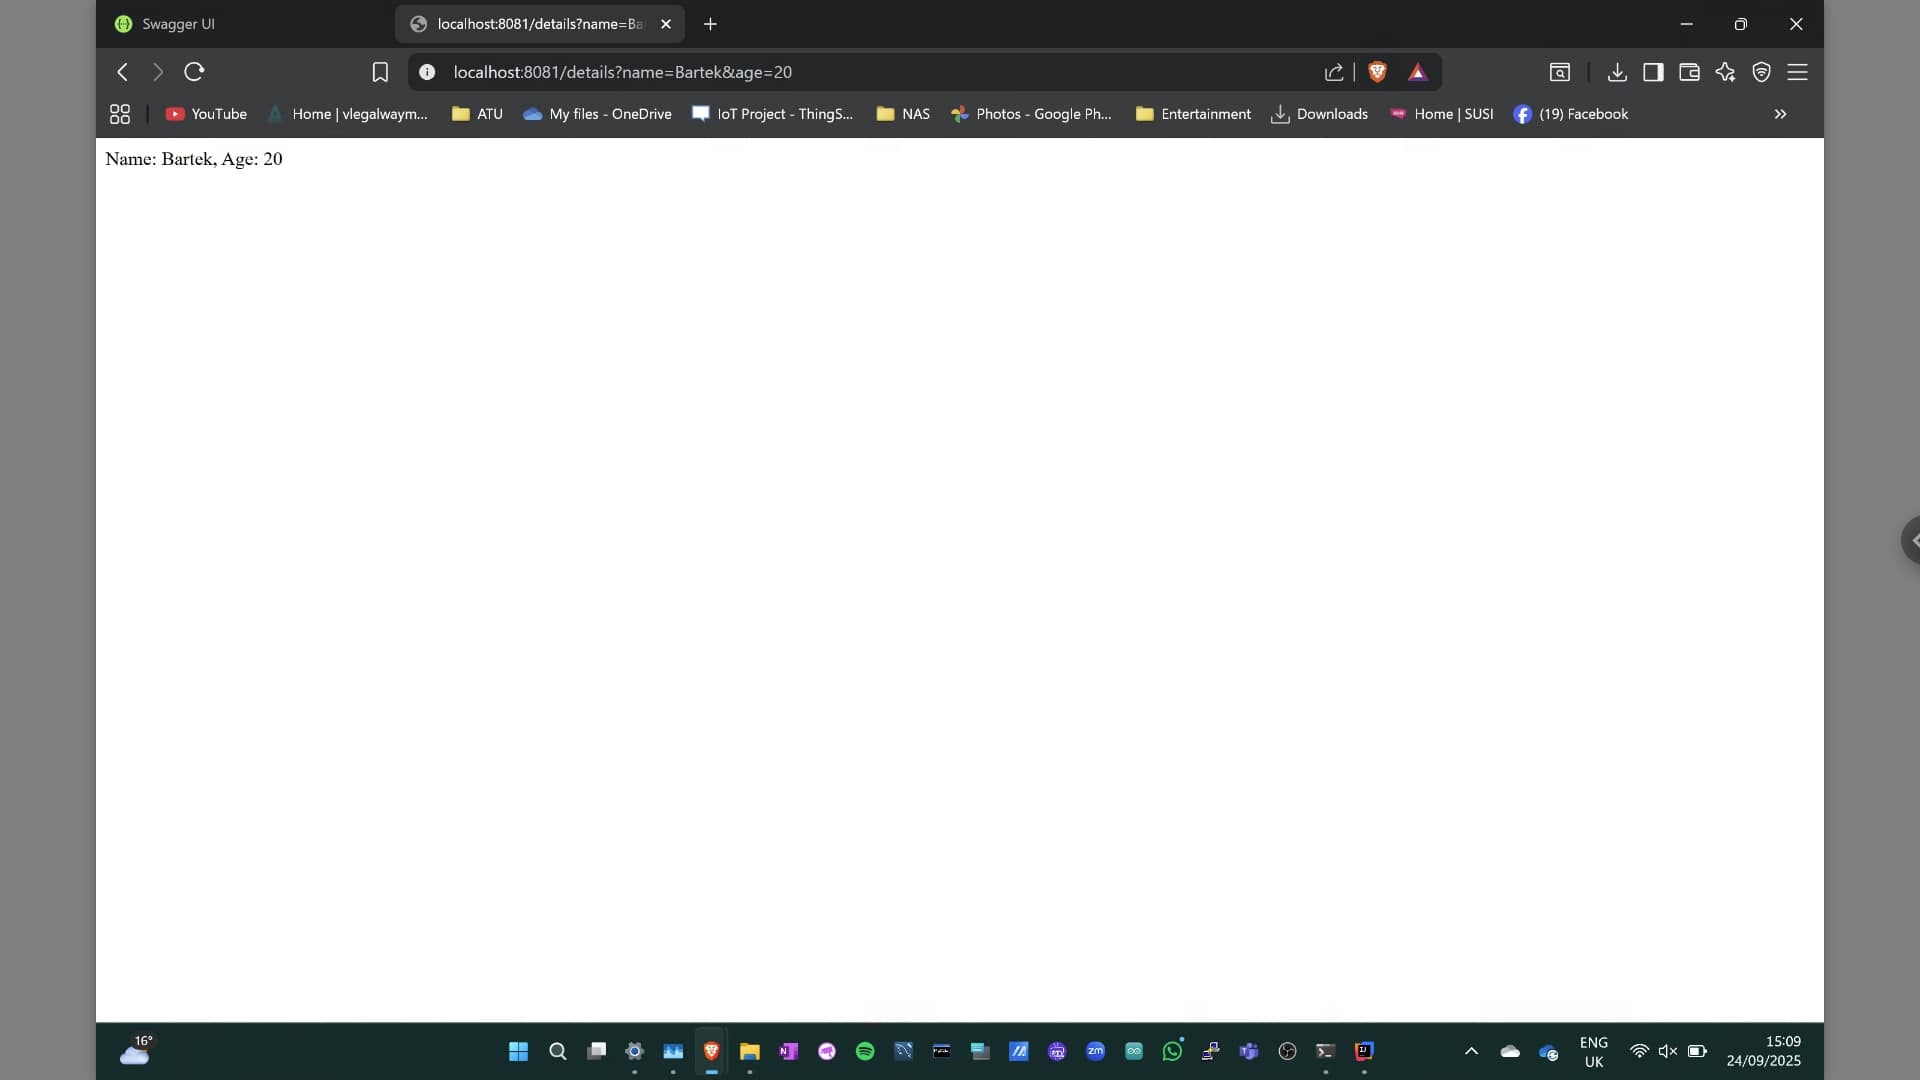 Swagger UI
localhost:8081/details?name=Ba
localhost:8081/details?name=Bartek&age=20
YouTube
Home | vlegalwaym...
ATU
My files - OneDrive
IoT Project - ThingS...
NAS
Photos - Google Ph...
Entertainment
Downloads
Home | SUSI
(19) Facebook
Name: Bartek, Age: 20
16°
zm
ENG
UK
15:09
24/09/2025